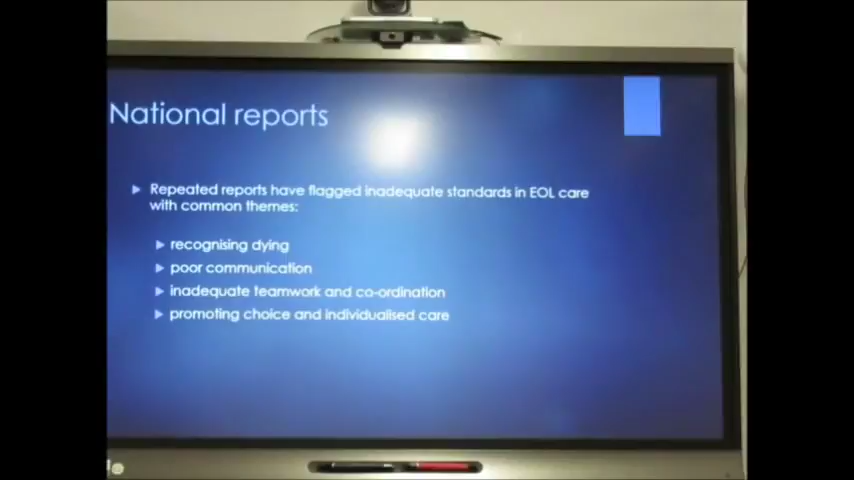 National reports
Repeated reports have flagged inadequate standards in EOL care
with common themes:
recognising dying
poor communication
inadequate teamwork and co-ordination
promoting choice and individualised care